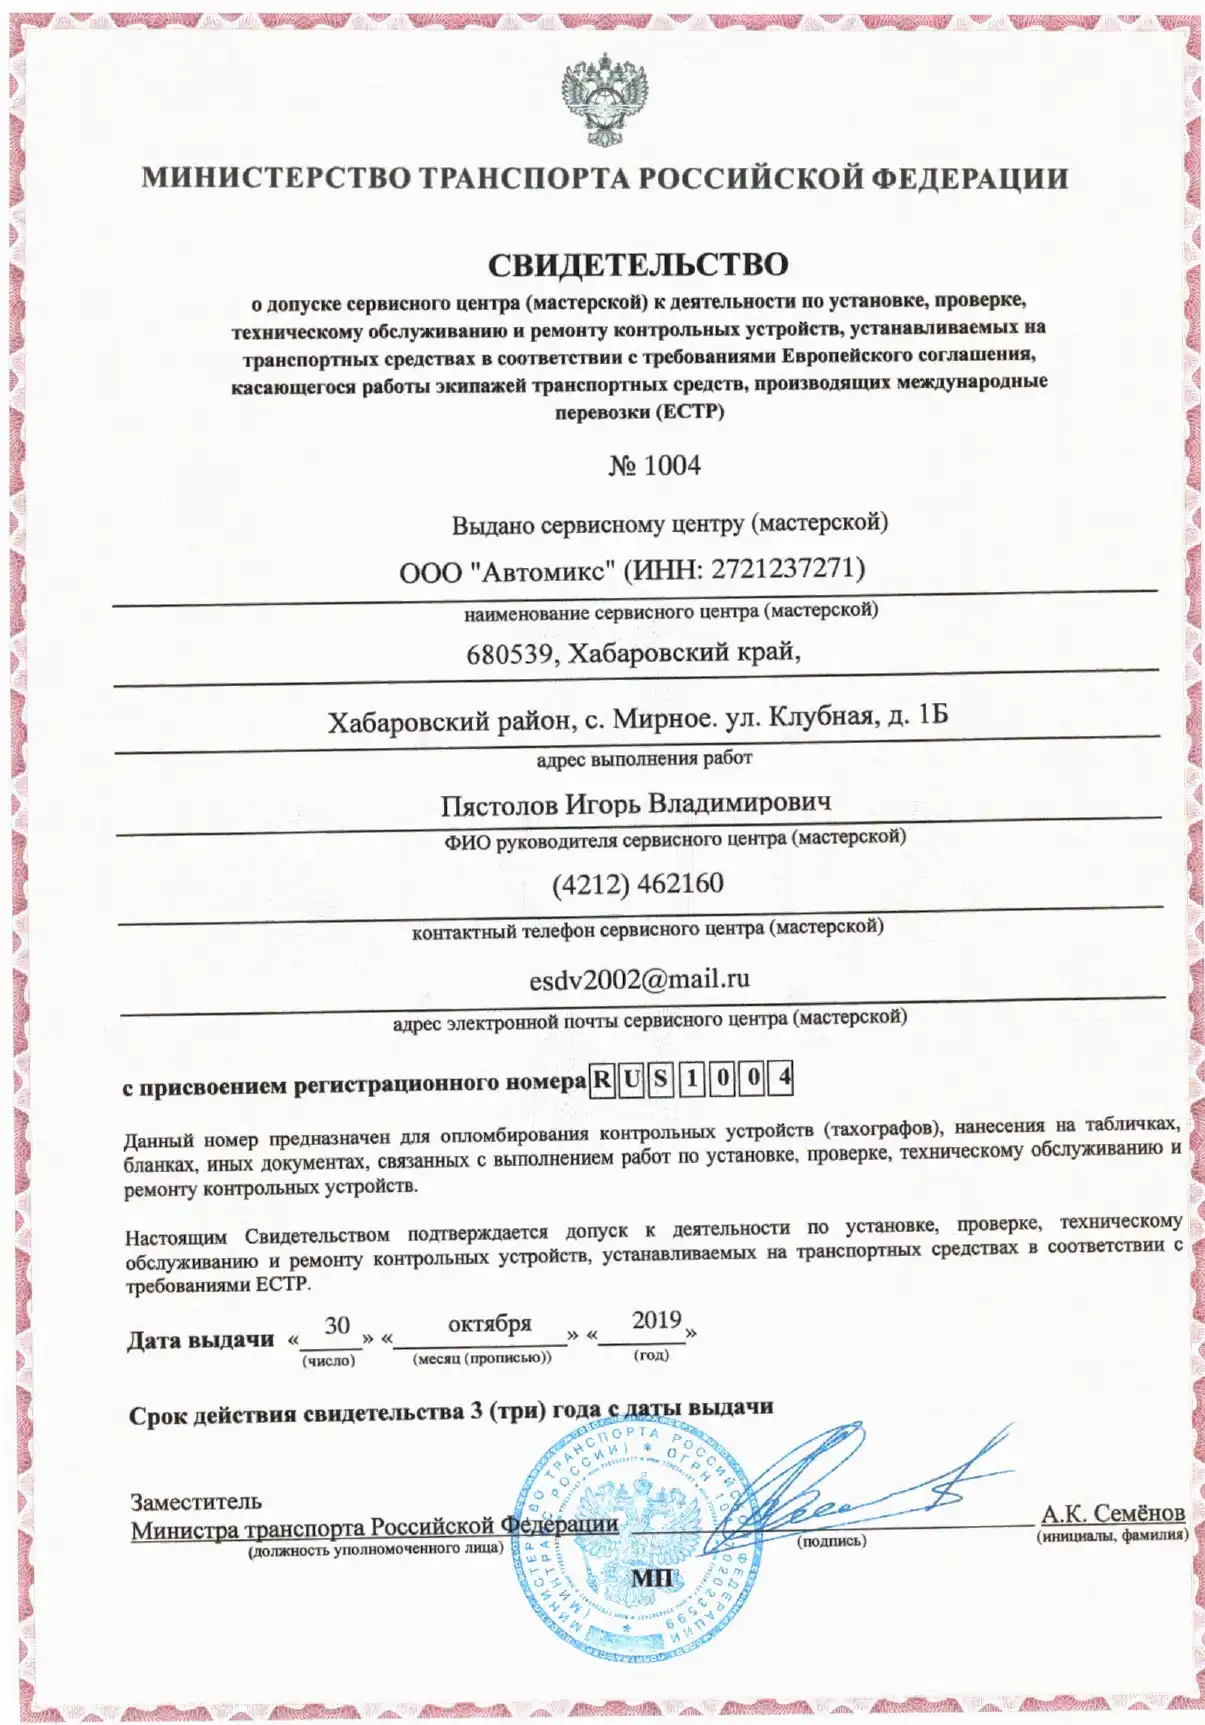 МИНИСТЕРСТВО ТРАНСПОРТА РОССИЙСКОЙ ФЕДЕРАЦИИ
СВИДЕТЕЛЬСТВО
о допуске сервисного центра (мастерской) к деятельности по установке, проверке,
техническому обслуживанию и ремонту контрольных устройств, устанавливаемых на
транспортных средствах в соответствии с требованиями Европейского соглашения,
касающегося работы экипажей транспортных средств, производящих международные
перевозки (ЕСТР)
№ 1004
Выдано сервисному центру (мастерской)
ООО "Автомикс" (ИНН: 2721237271)
наименование сервисного центра (мастерской)
680539, Хабаровский край,
Хабаровский район, с. Мирное. ул. Клубная, д. 1Б
адрес выполнения работ
Пястолов Игорь Владимирович
ФИО руководителя сервисного центра (мастерской)
(4212) 462160
контактный телефон сервисного центра (мастерской)
esdv2002@mail.ru
адрес электронной почты сервисного центра (мастерской)
с присвоением регистрационного номера R U S 1 0 0 4
Данный номер предназначен для опломбирования контрольных устройств (тахографов), нанесения на табличках,
бланках, иных документах, связанных с выполнением работ по установке, проверке, техническому обслуживанию и
ремонту контрольных устройств.
Настоящим Свидетельством подтверждается допуск к деятельности по установке, проверке, техническому
обслуживанию и ремонту контрольных устройств, устанавливаемых на транспортных средствах в соответствии с
требованиями ЕСТР.
Дата выдачи « 30 » « октября » « 2019 »
(число) (месяц (прописью)) (год)
Срок действия свидетельства 3 (три) года с даты выдачи
Заместитель
Министра транспорта Российской Федерации А.К. Семёнов
(должность уполномоченного лица) (подпись) (инициалы, фамилия)
МП
МИНИСТЕРСТВО ТРАНСПОРТА РОССИЙСКОЙ ФЕДЕРАЦИИ
(МИНТРАНС РОССИИ) * ОГРН